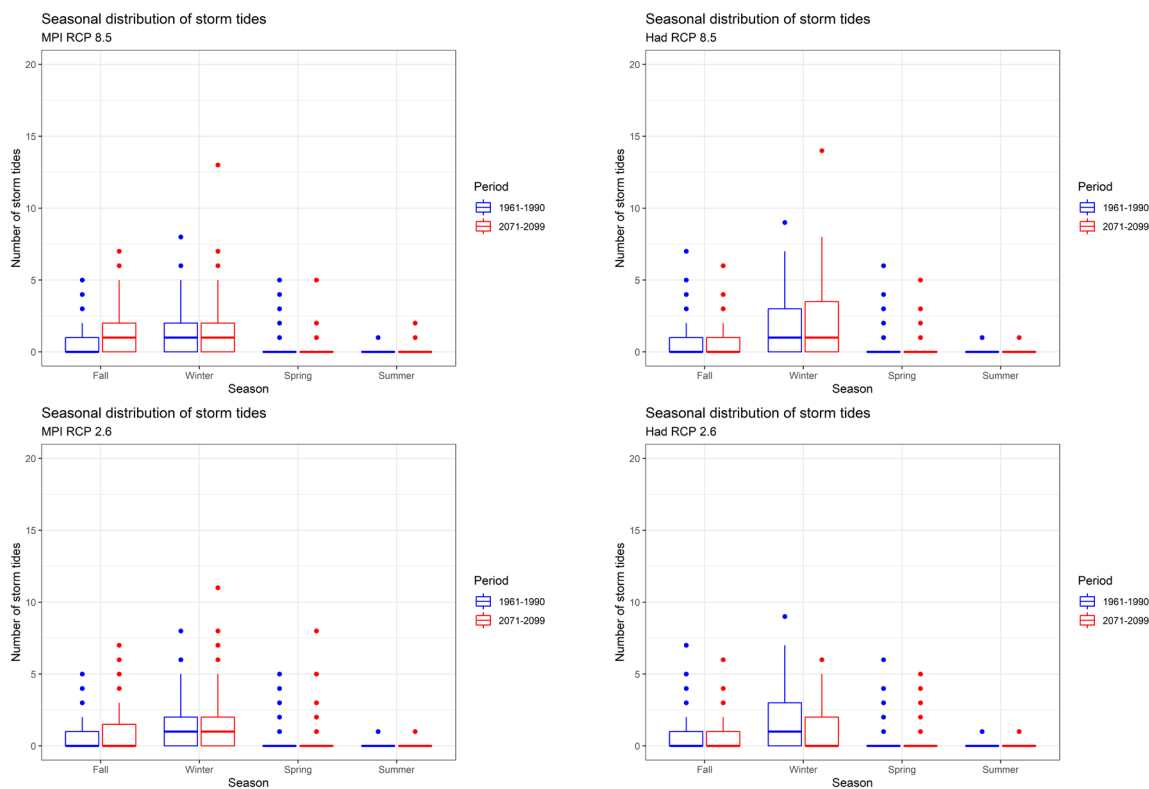 Seasonal distribution of storm tides
MPI RCP 8.5
20
15
10
5
0
Number of storm tides
Fall
Winter
Spring
Summer
Season
Period
1961-1990
2071-2099
Seasonal distribution of storm tides
Had RCP 8.5
20
15
10
5
0
Number of storm tides
Fall
Winter
Spring
Summer
Season
Period
1961-1990
2071-2099
Seasonal distribution of storm tides
MPI RCP 2.6
20
15
10
5
0
Number of storm tides
Fall
Winter
Spring
Summer
Season
Period
1961-1990
2071-2099
Seasonal distribution of storm tides
Had RCP 2.6
20
15
10
5
0
Number of storm tides
Fall
Winter
Spring
Summer
Season
Period
1961-1990
2071-2099